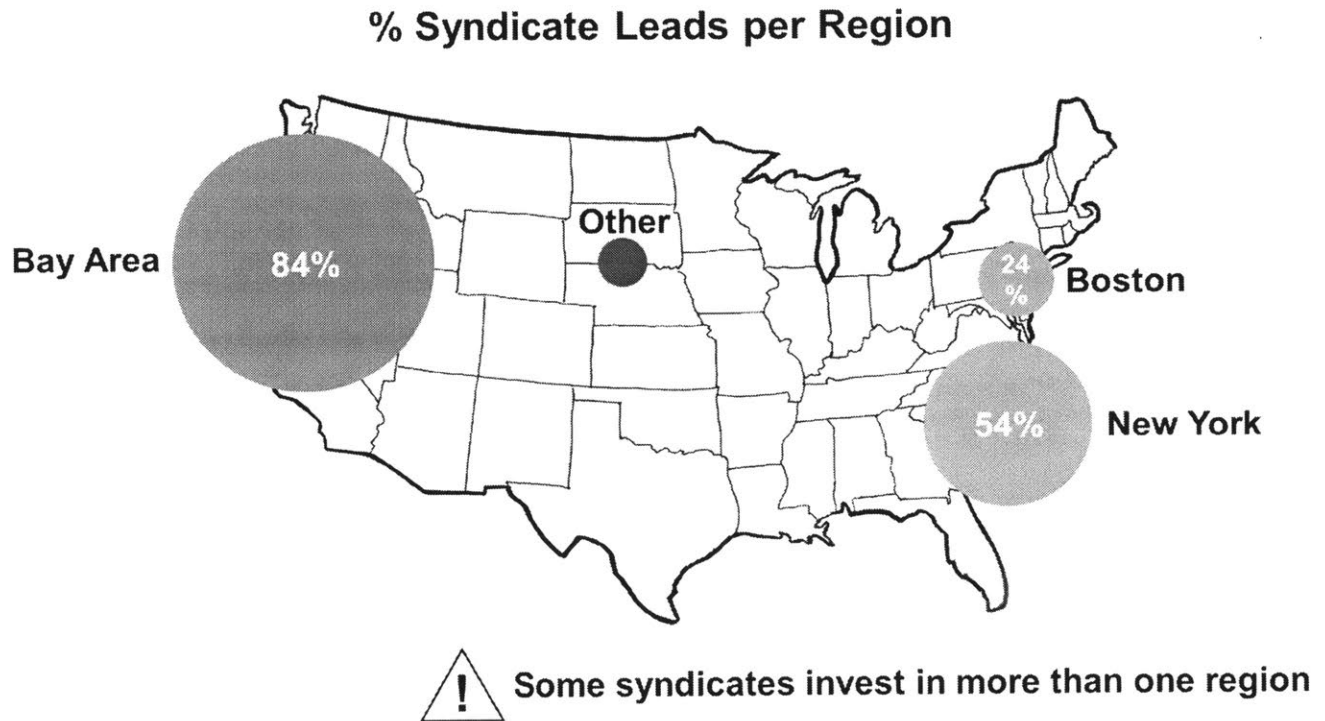 % Syndicate Leads per Region
Other
Bay Area
84%
24
%
Boston
54%
New York
!
Some syndicates invest in more than one region